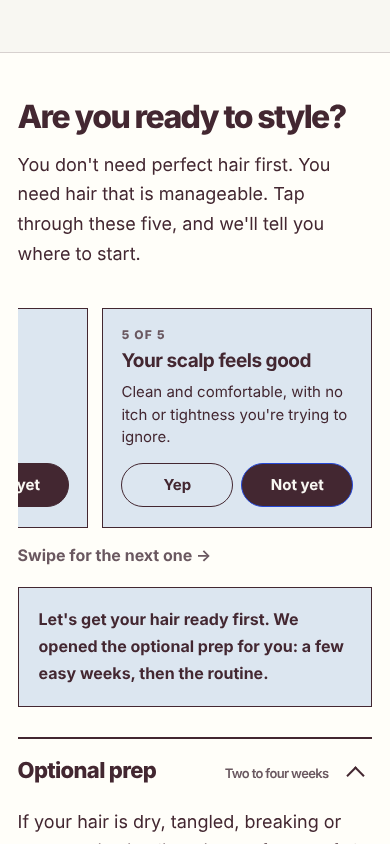 Are you ready to style?
You don't need perfect hair first. You
need hair that is manageable. Tap
through these five, and we'll tell you
where to start.
5 OF 5
Your scalp feels good
Clean and comfortable, with no
itch or tightness you're trying to
ignore.
yet
Yep
Not yet
Swipe for the next one →
Let's get your hair ready first. We
opened the optional prep for you: a few
easy weeks, then the routine.
Optional prep
Two to four weeks
If your hair is dry, tangled, breaking or